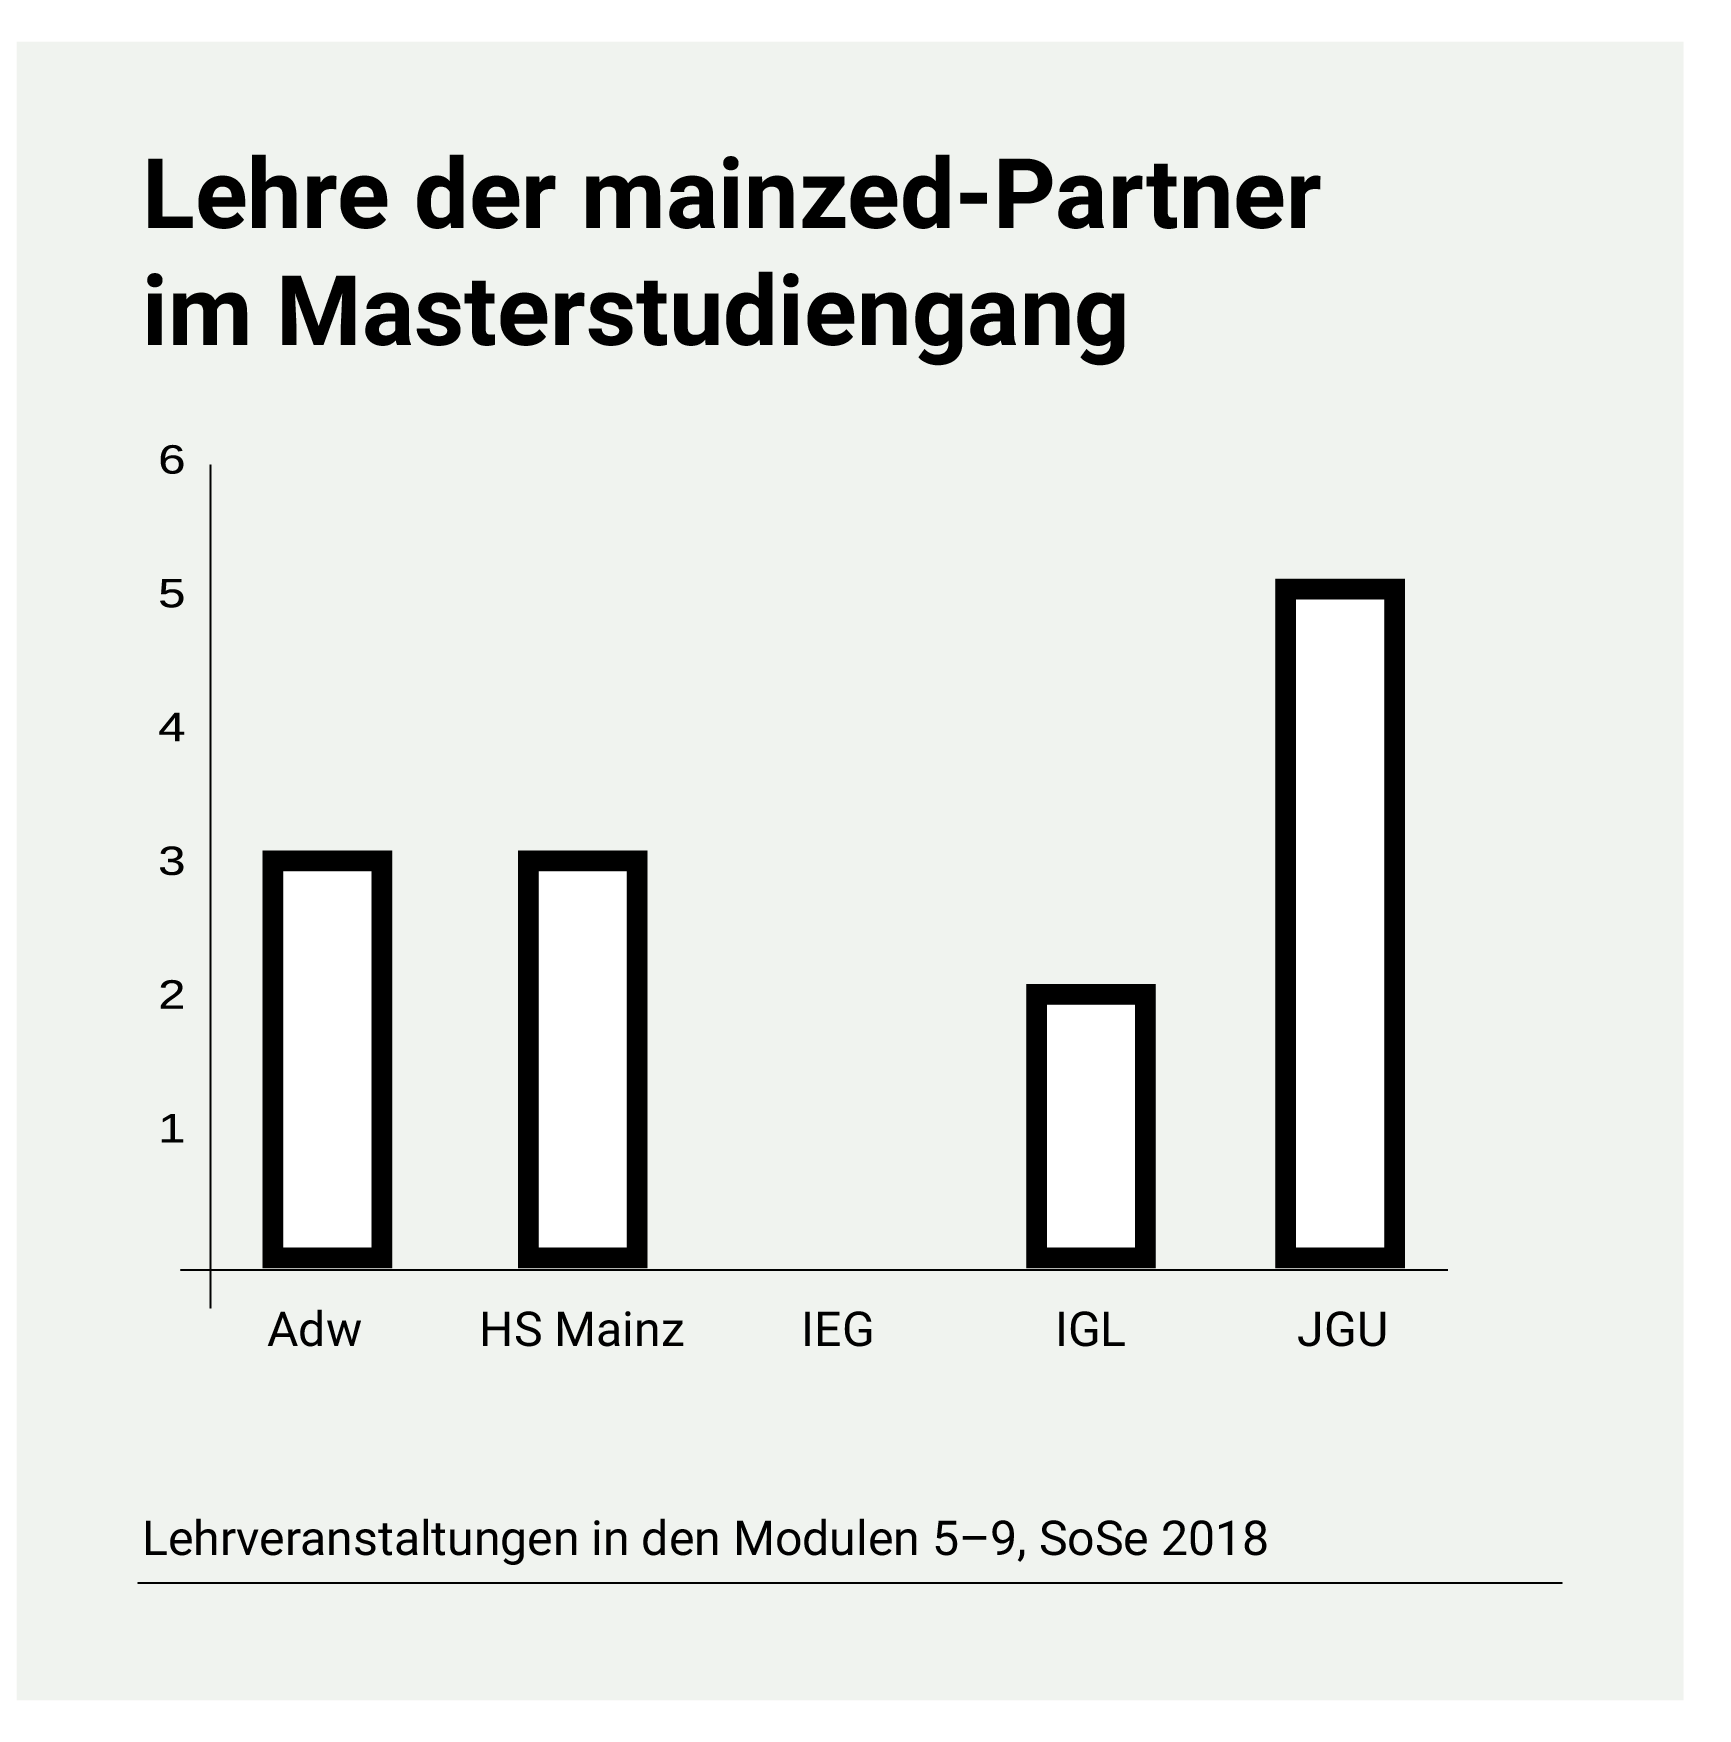 Lehre der mainzed-Partner
im Masterstudiengang
6
5
4
3
2
1
Adw HS Mainz IEG IGL JGU
Lehrveranstaltungen in den Modulen 5–9, SoSe 2018